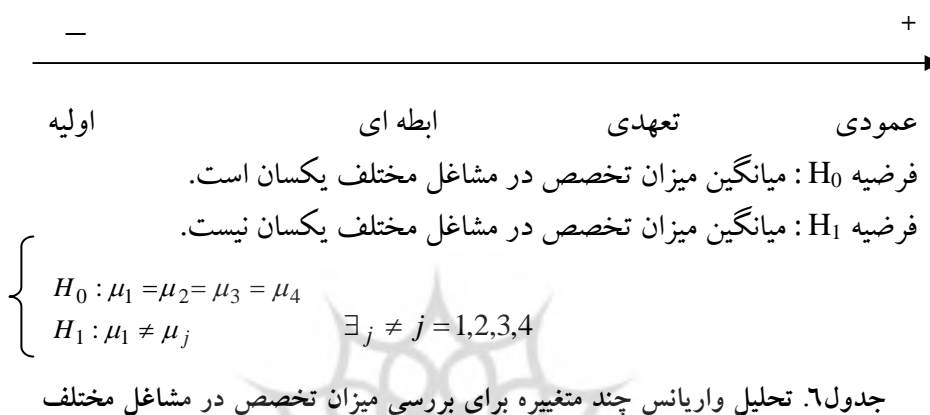 — +
عمودی تعهدی ابطه ای اولیه
فرضیه H₀ : میانگین میزان تخصص در مشاغل مختلف یکسان است.
فرضیه H₁ : میانگین میزان تخصص در مشاغل مختلف یکسان نیست.
H₀ : μ₁ = μ₂ = μ₃ = μ₄
H₁ : μ₁ ≠ μⱼ ∃ⱼ ≠ j = 1,2,3,4
جدول٦. تحلیل واریانس چند متغییره برای بررسی میزان تخصص در مشاغل مختلف